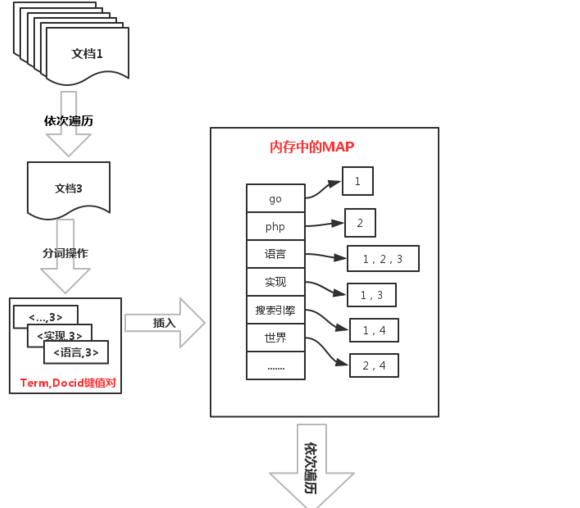 文档1
依次遍历
文档3
分词操作
<...,3>
<实现,3>
<语言,3>
Term,Docid键值对
插入
内存中的MAP
go
1
php
2
语言
1 , 2 , 3
实现
1 , 3
搜索引擎
1 , 4
世界
2 , 4
.......
依次遍历